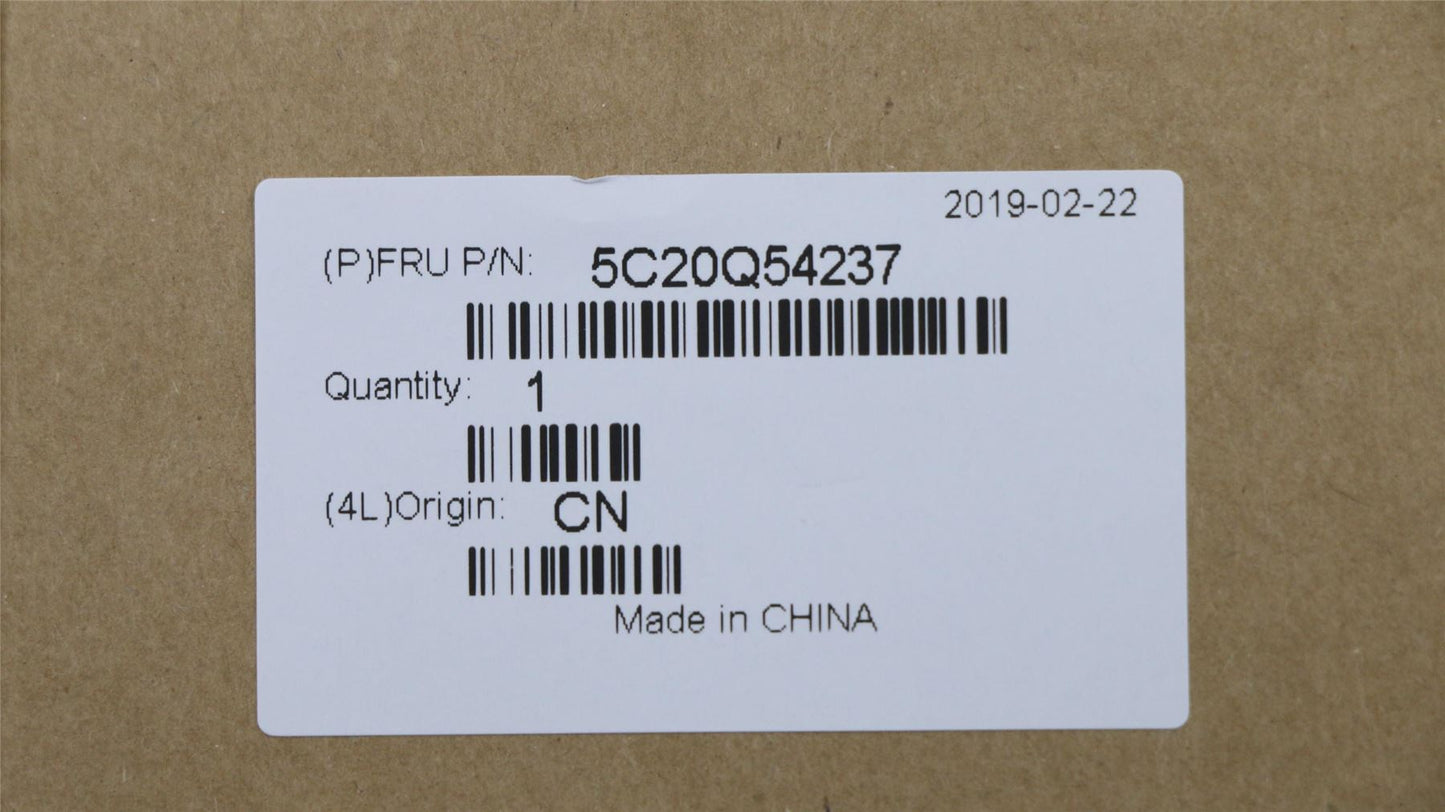 2019-02-22
(P)FRU P/N: 5C20Q54237
Quantity: 1
(4L)Origin: CN
Made in CHINA